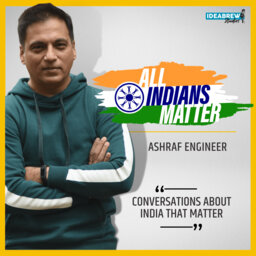 IDEABREW
ALL
INDIANS
MATTER
ASHRAF ENGINEER
“
CONVERSATIONS ABOUT
INDIA THAT MATTER
”